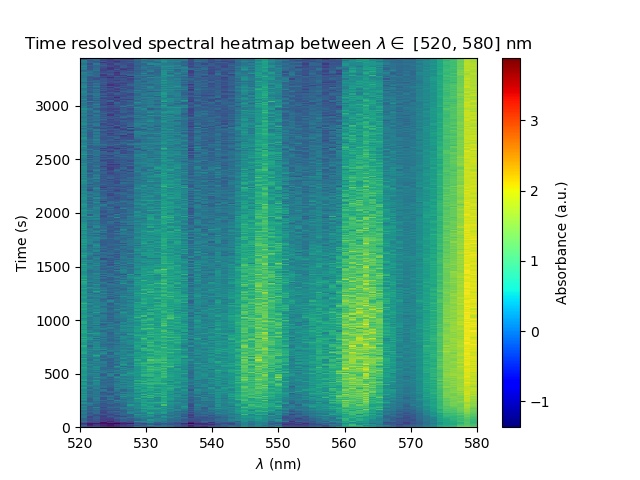 Time resolved spectral heatmap between λ ∈ [520, 580] nm
3000
2500
2000
1500
1000
500
0
Time (s)
520 530 540 550 560 570 580
λ (nm)
3
2
1
0
−1
Absorbance (a.u.)